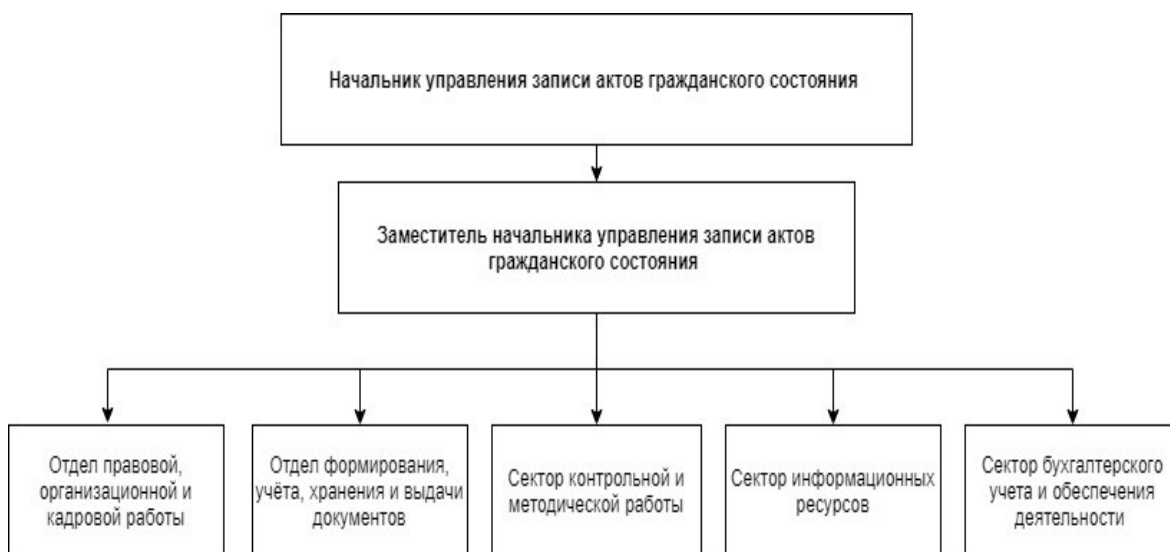 Начальник управления записи актов гражданского состояния
Заместитель начальника управления записи актов
гражданского состояния
Отдел правовой,
организационной и
кадровой работы
Отдел формирования,
учёта, хранения и выдачи
документов
Сектор контрольной и
методической работы
Сектор информационных
ресурсов
Сектор бухгалтерского
учета и обеспечения
деятельности